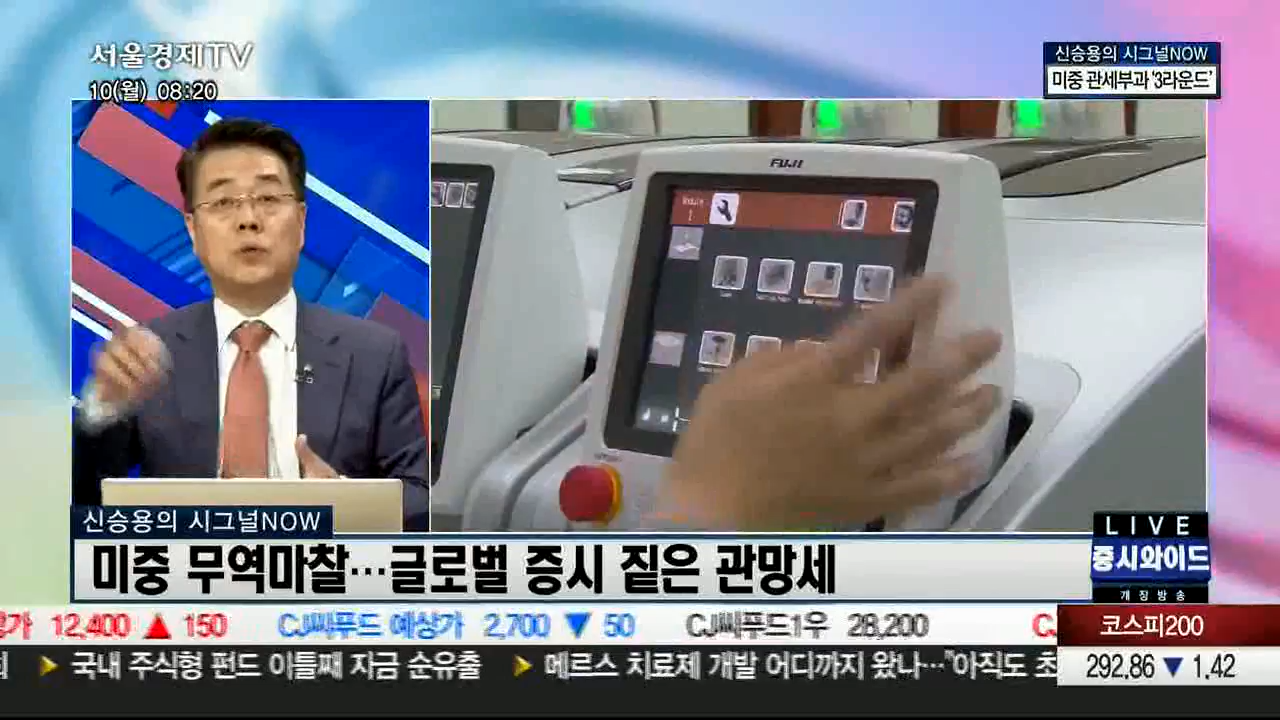 서울경제TV
10(월) 08:20
신승용의 시그널NOW
미중 관세부과 '3라운드'
FUJI
Module
1
신승용의 시그널NOW
미중 무역마찰…글로벌 증시 짙은 관망세
LIVE
증시와이드
개장방송
12,400 ▲ 150 CJ씨푸드 예상가 2,700 ▼ 50 CJ씨푸드1우 28,200
코스피200
292.86 ▼ 1.42
국내 주식형 펀드 이틀째 자금 순유출 메르스 치료제 개발 어디까지 왔나…"아직도 초